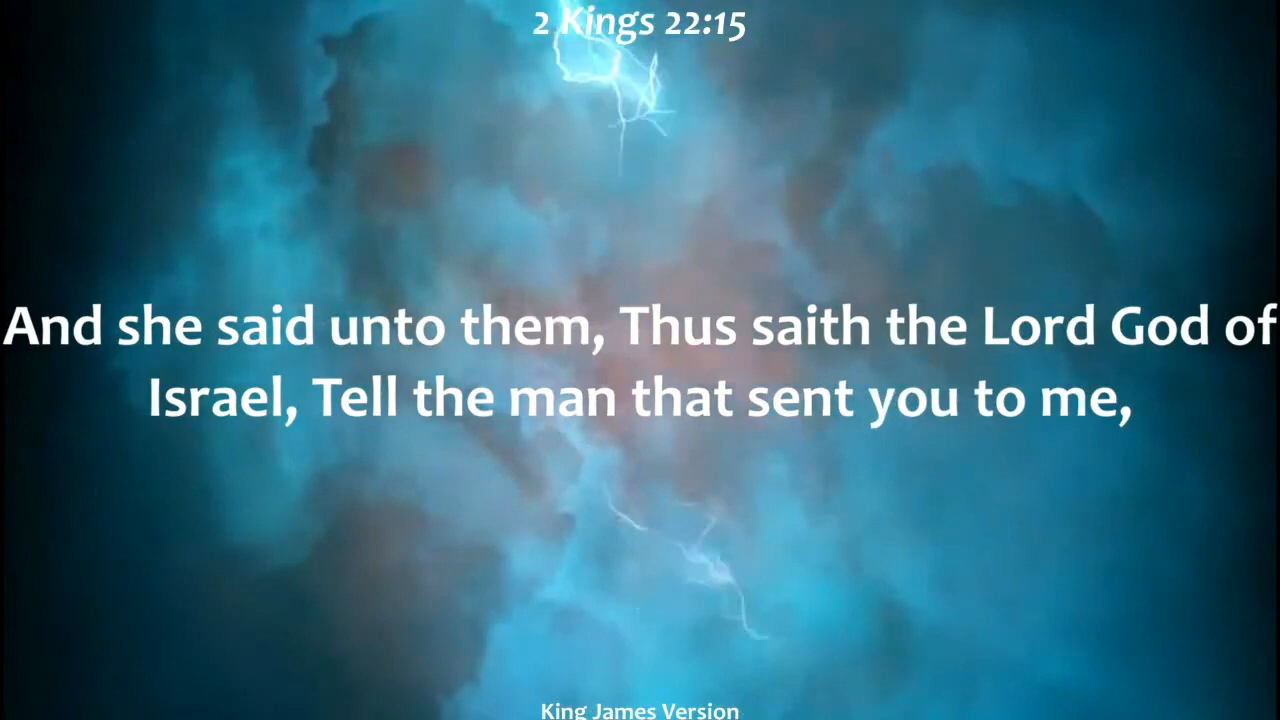 2 Kings 22:15
And she said unto them, Thus saith the Lord God of
Israel, Tell the man that sent you to me,
King James Version